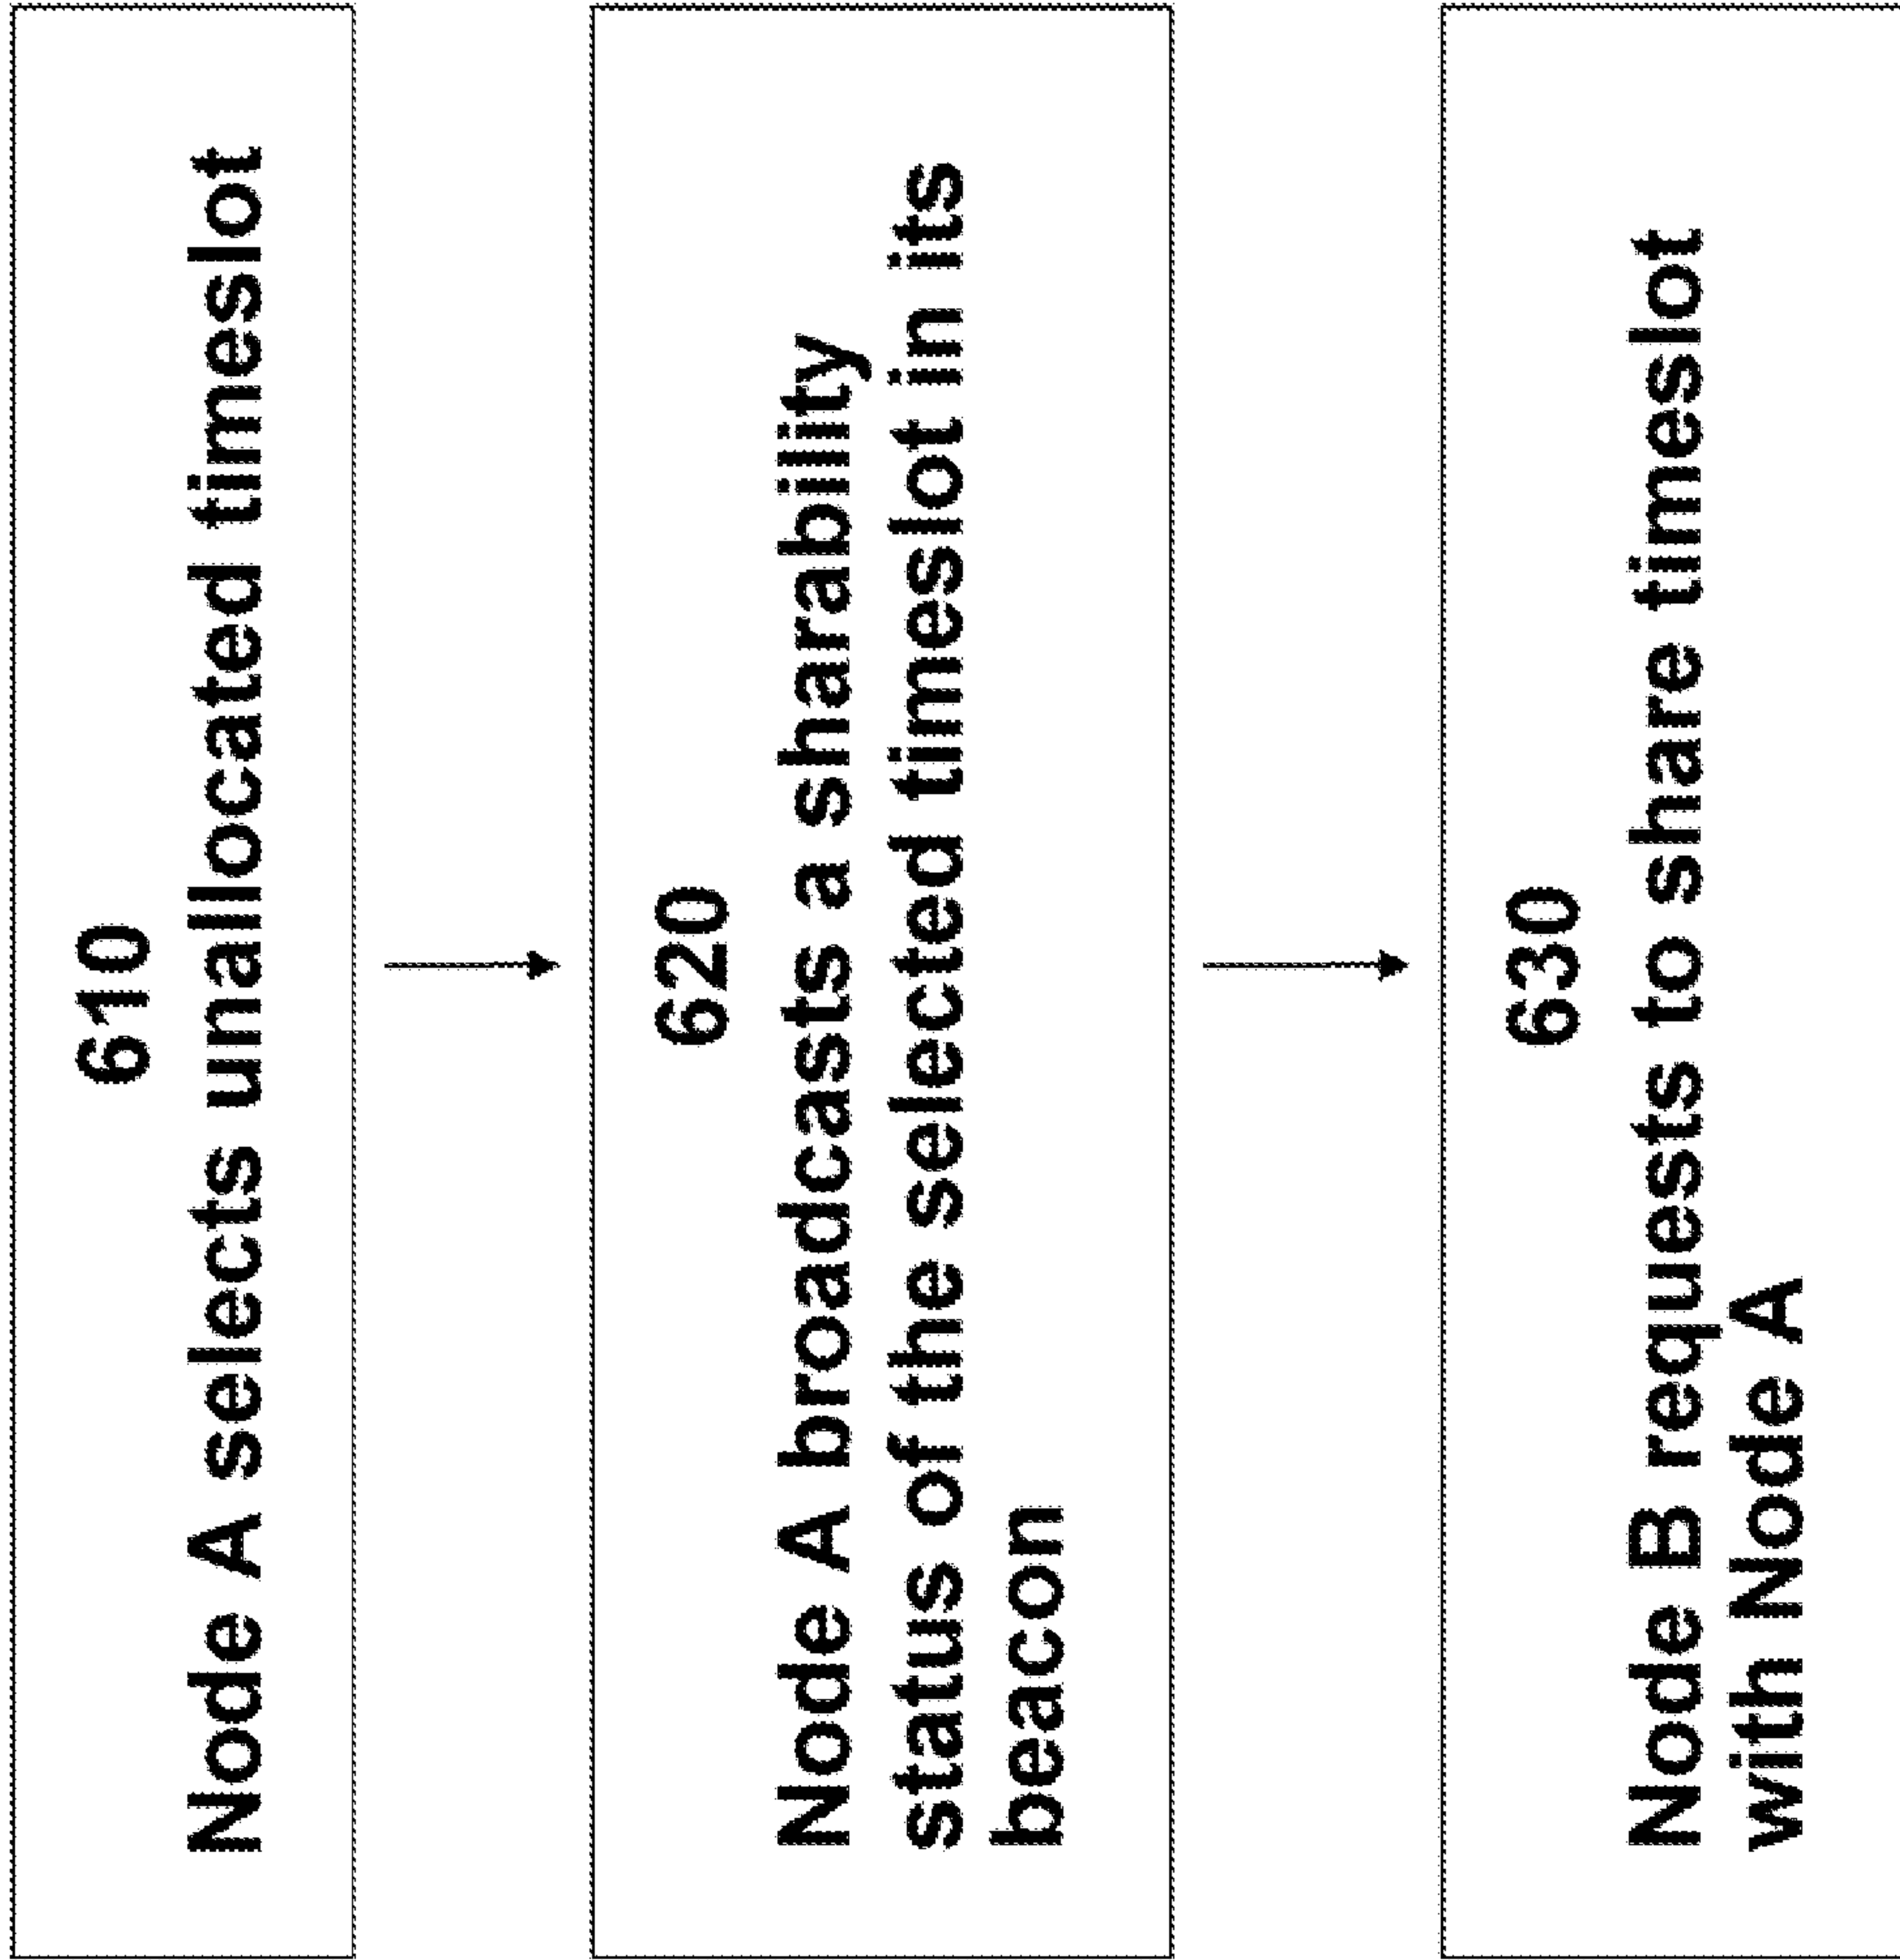 610
Node A selects unallocated timeslot
620
Node A broadcasts a sharability
status of the selected timeslot in its
beacon
630
Node B requests to share timeslot
with Node A